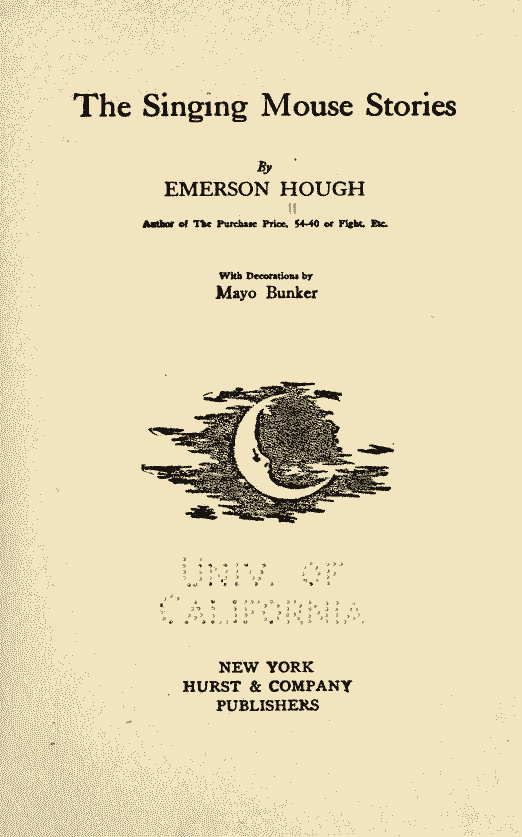 The Singing Mouse Stories
By
EMERSON HOUGH
Author of The Purchase Price, 54-40 or Fight, Etc.
With Decorations by
Mayo Bunker
UNIV. OF
CALIFORNIA
NEW YORK
HURST & COMPANY
PUBLISHERS